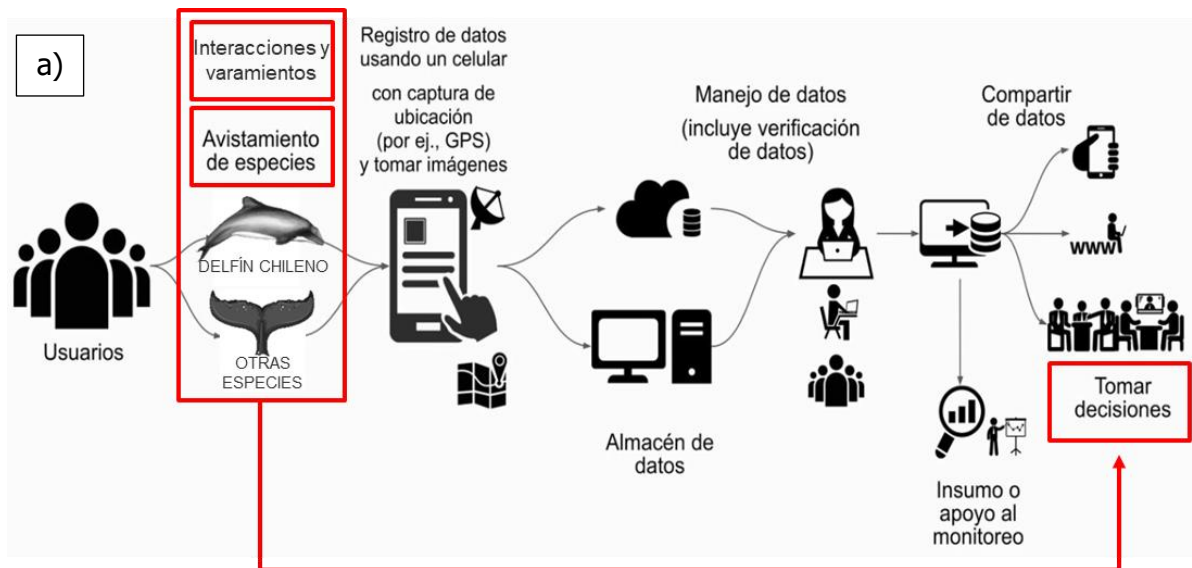 a)
Interacciones y
varamientos
Avistamiento
de especies
DELFÍN CHILENO
OTRAS
ESPECIES
Usuarios
Registro de datos
usando un celular
con captura de
ubicación
(por ej., GPS)
y tomar imágenes
Almacén de
datos
Manejo de datos
(incluye verificación
de datos)
Compartir
de datos
www
Tomar
decisiones
Insumo o
apoyo al
monitoreo